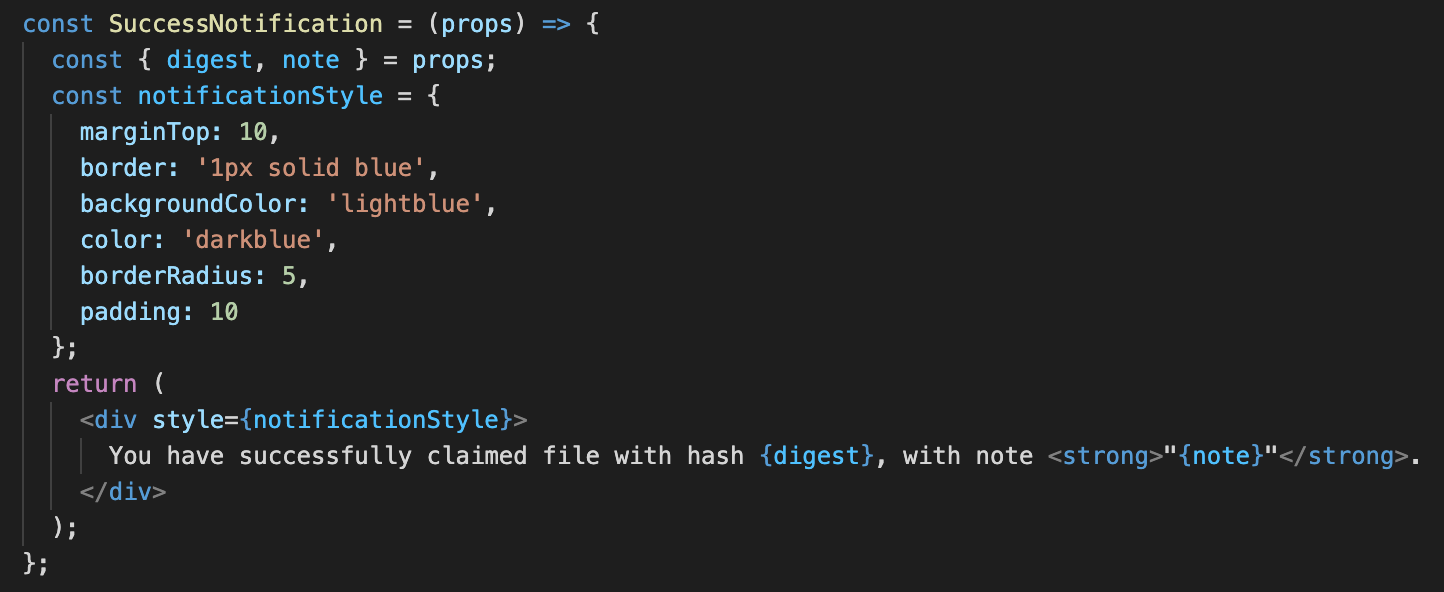 const SuccessNotification = (props) => {
  const { digest, note } = props;
  const notificationStyle = {
    marginTop: 10,
    border: '1px solid blue',
    backgroundColor: 'lightblue',
    color: 'darkblue',
    borderRadius: 5,
    padding: 10
  };
  return (
    <div style={notificationStyle}>
      You have successfully claimed file with hash {digest}, with note <strong>"{note}"</strong>.
    </div>
  );
};